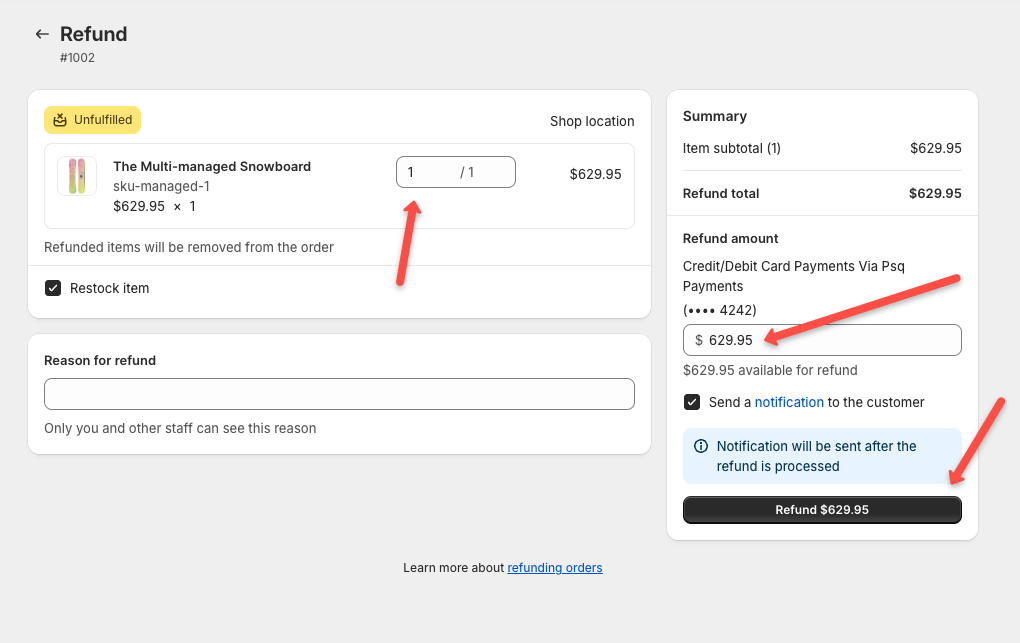 Refund
#1002
Unfulfilled
Shop location
The Multi-managed Snowboard
sku-managed-1
$629.95 × 1
1 / 1
$629.95
Refunded items will be removed from the order
Restock item
Reason for refund
Only you and other staff can see this reason
Summary
Item subtotal (1) $629.95
Refund total $629.95
Refund amount
Credit/Debit Card Payments Via Psq
Payments
(•••• 4242)
$ 629.95
$629.95 available for refund
Send a notification to the customer
Notification will be sent after the
refund is processed
Refund $629.95
Learn more about refunding orders